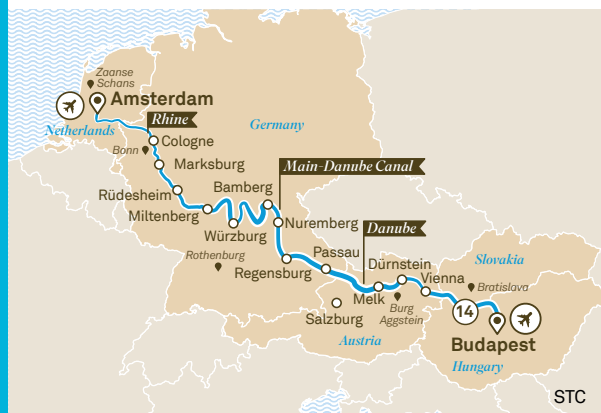 Zaanse
Schans
Amsterdam
Netherlands
Rhine
Germany
Cologne
Bonn
Marksburg
Main-Danube Canal
Bamberg
Rüdesheim
Miltenberg
Nuremberg
Würzburg
Danube
Rothenburg
Passau
Regensburg
Dürnstein
Slovakia
Vienna
Bratislava
Melk
Burg
Aggstein
14
Salzburg
Austria
Budapest
Hungary
STC